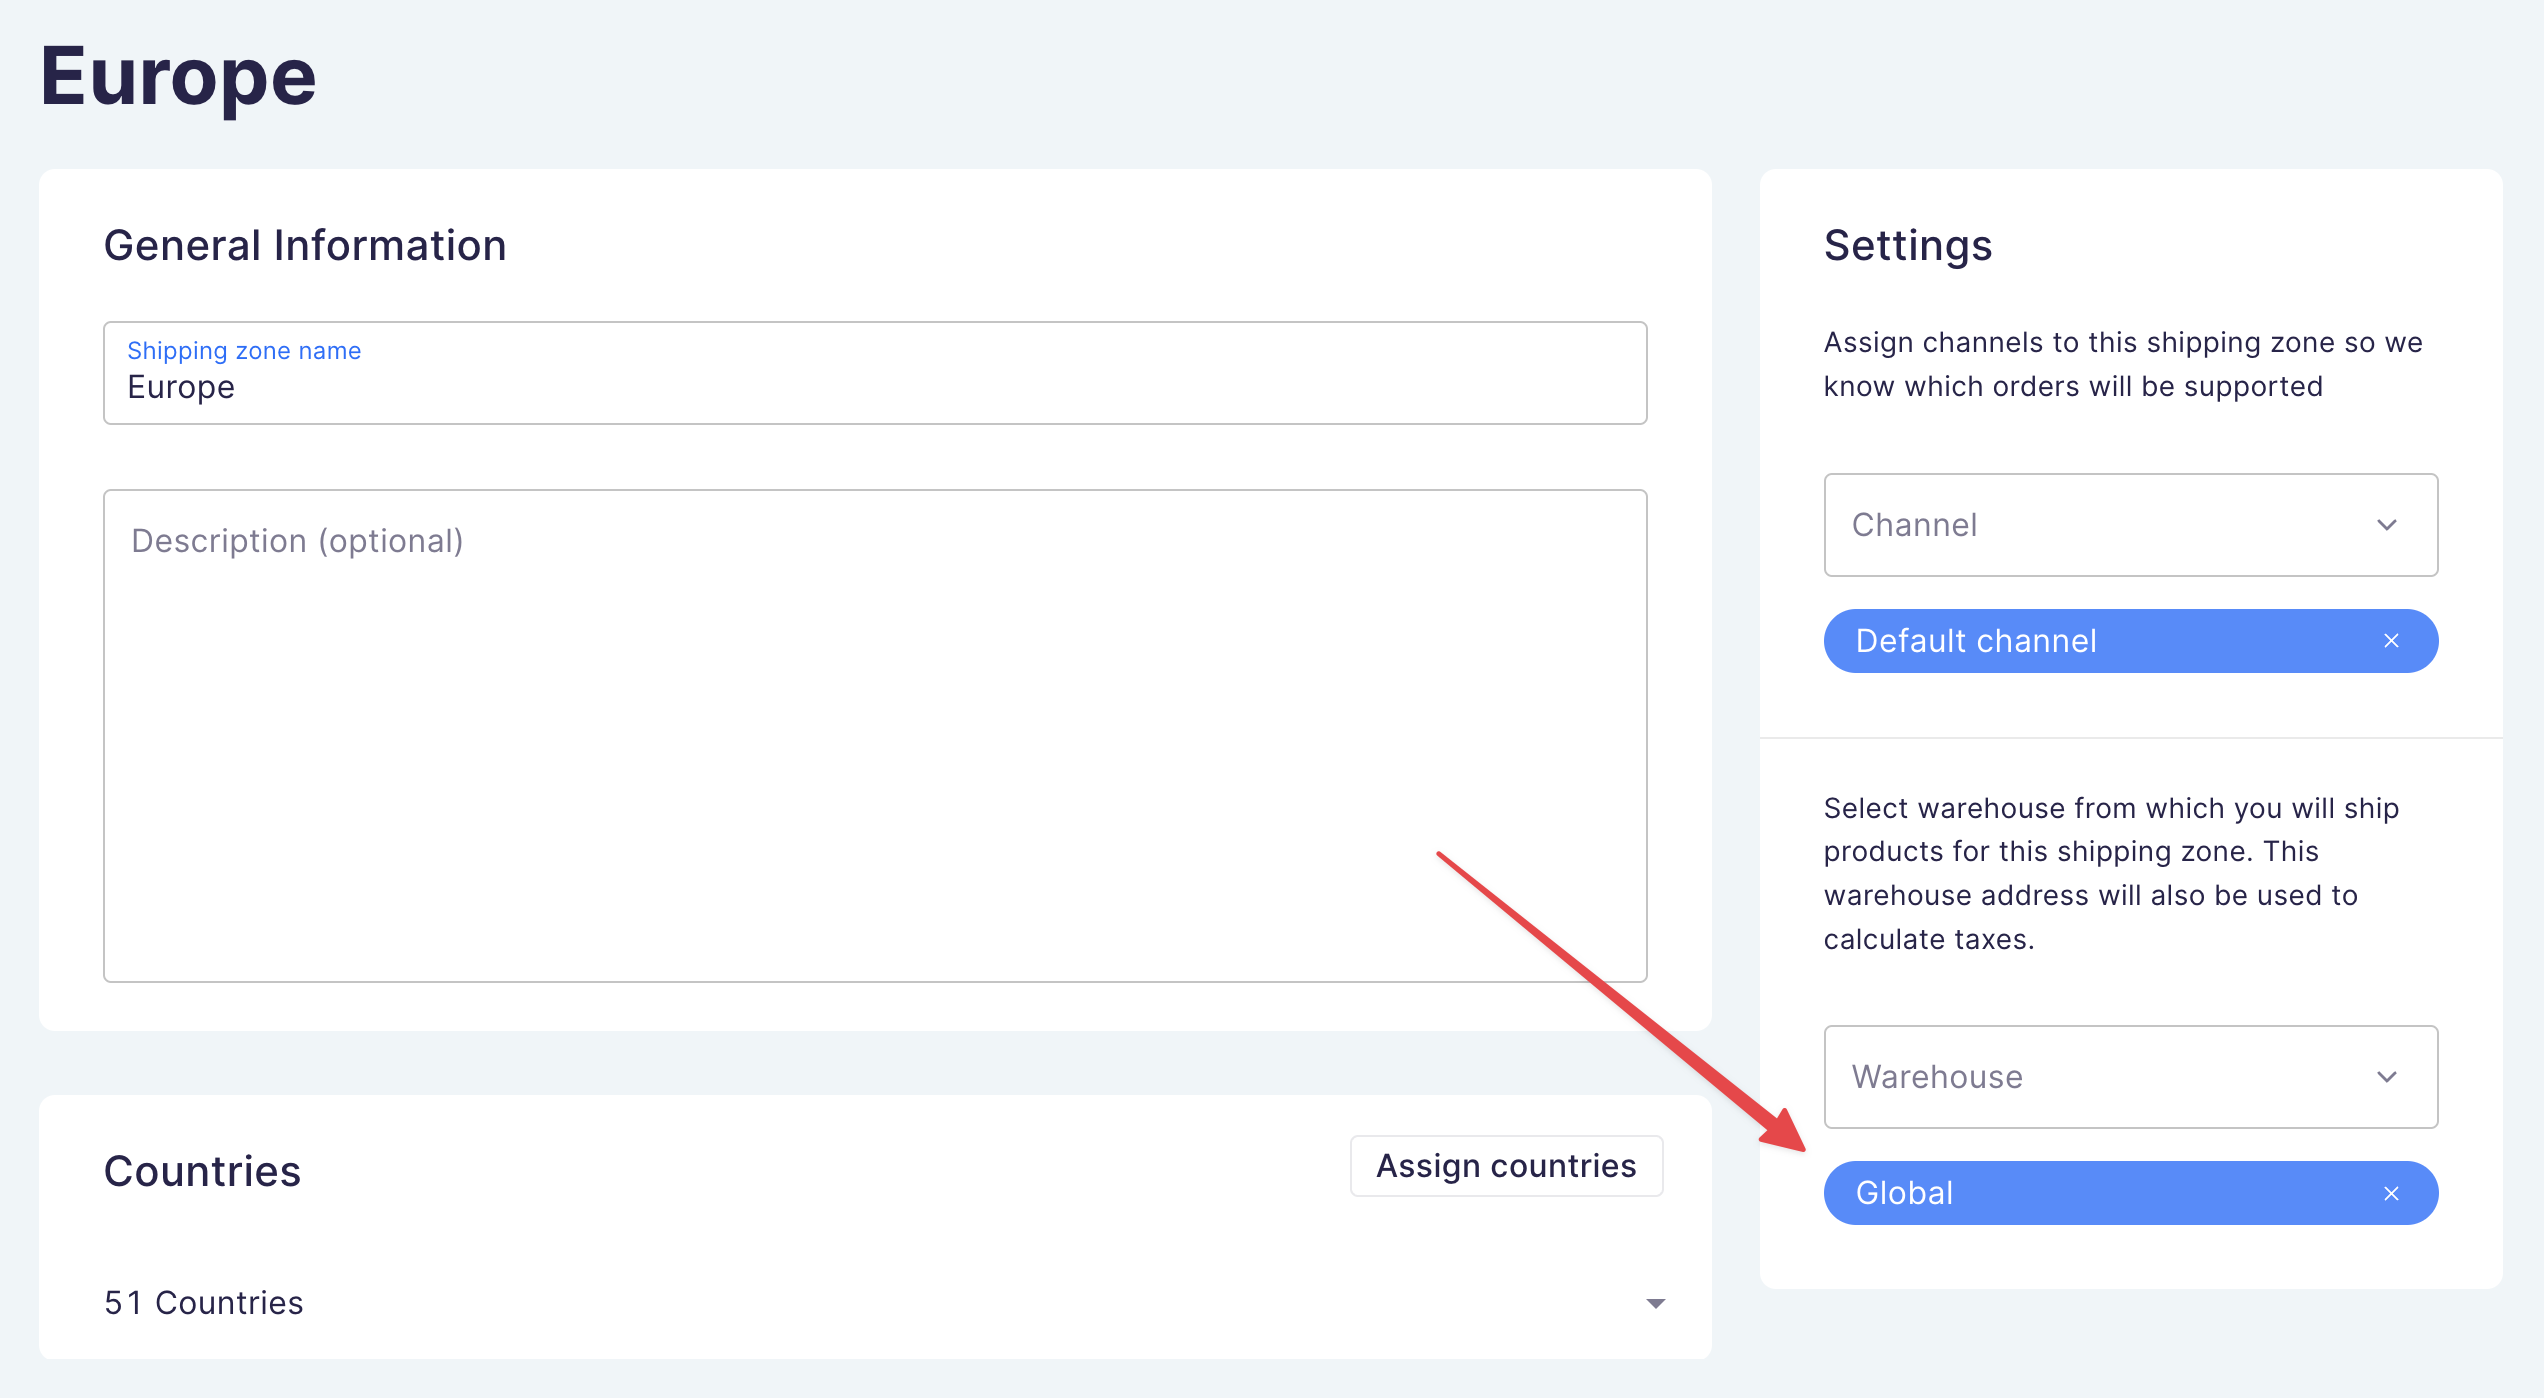 Europe
General Information
Shipping zone name
Europe
Description (optional)
Countries
Assign countries
51 Countries
Settings
Assign channels to this shipping zone so we
know which orders will be supported
Channel
Default channel
Select warehouse from which you will ship
products for this shipping zone. This
warehouse address will also be used to
calculate taxes.
Warehouse
Global